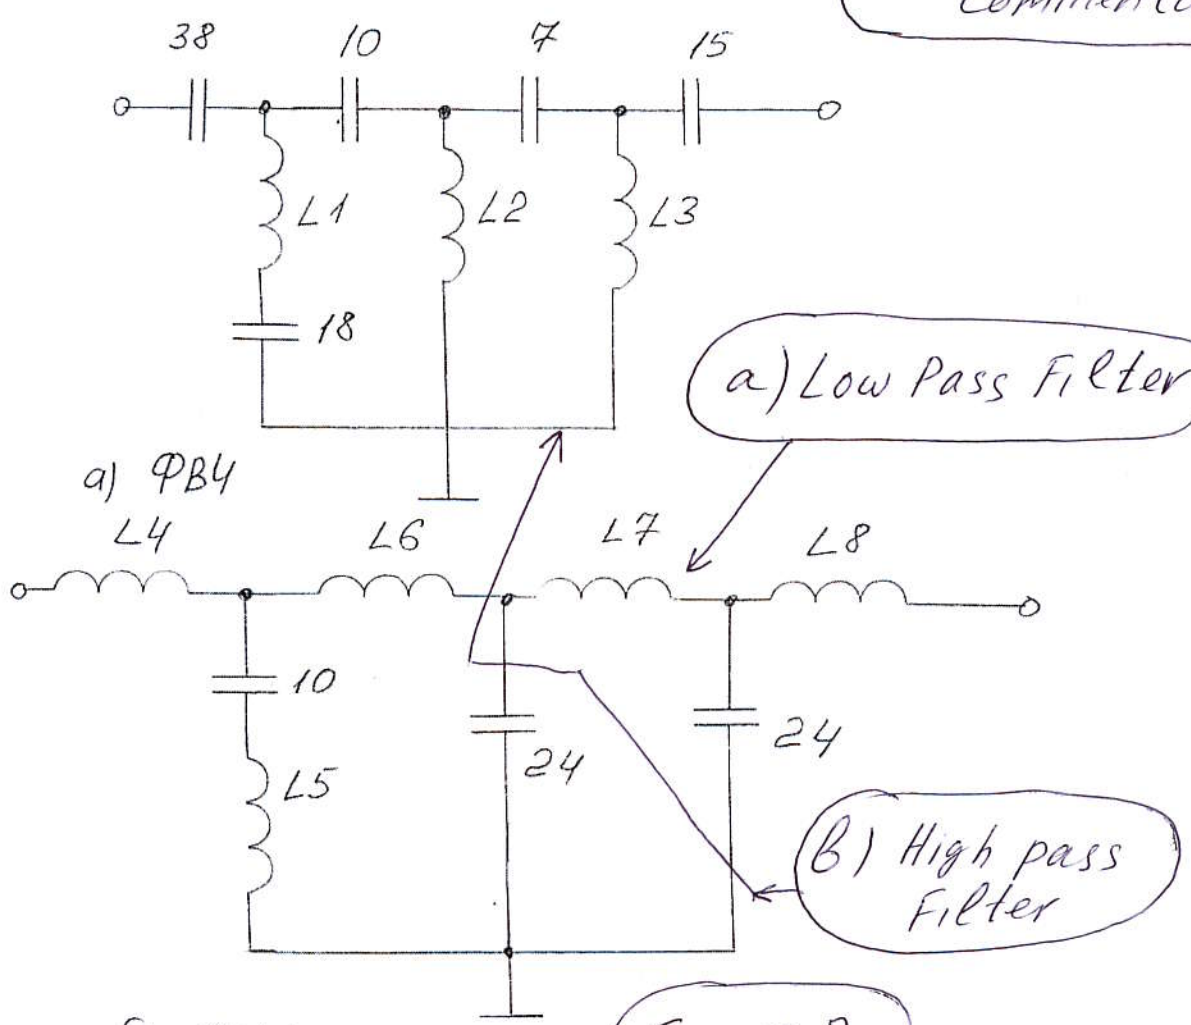 38 10 7 15
L1 L2 L3
18
a) Low Pass Filter
a) ФВЧ
L4 L6 L7 L8
10
24
24
L5
в) High pass
Filter